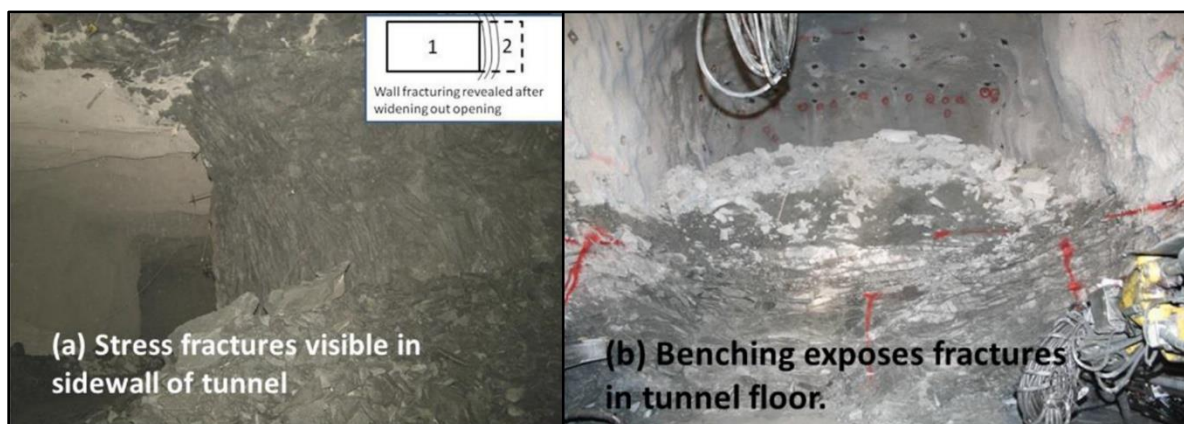 1
2
Wall fracturing revealed after
widening out opening
(a) Stress fractures visible in
sidewall of tunnel
(b) Benching exposes fractures
in tunnel floor.